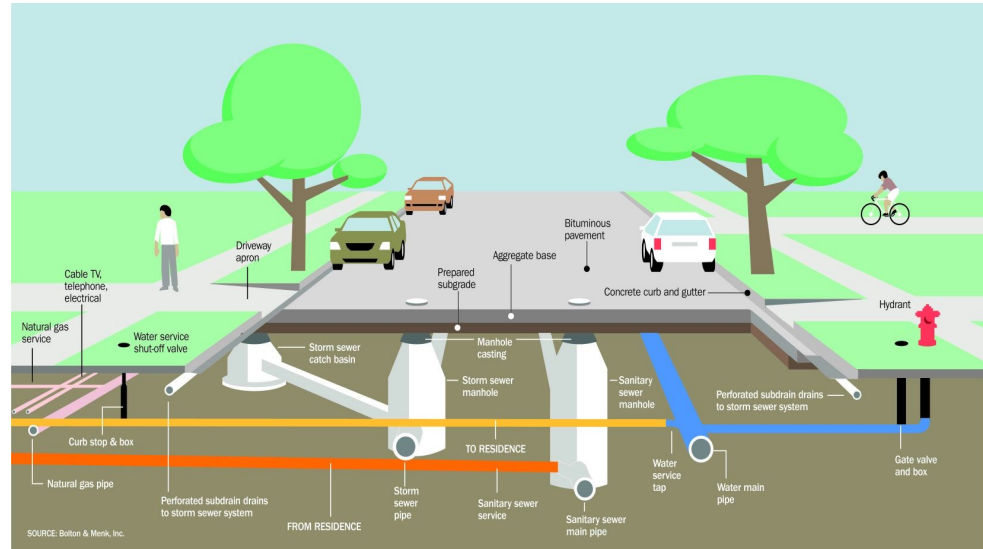 Bituminous
pavement
Driveway
apron
Aggregate base
Cable TV,
telephone,
electrical
Prepared
subgrade
Concrete curb and gutter
Hydrant
Natural gas
service
Water service
shut-off valve
Storm sewer
catch basin
Manhole
casting
Storm sewer
manhole
Sanitary
sewer
manhole
Perforated subdrain drains
to storm sewer system
Curb stop & box
TO RESIDENCE
Gate valve
and box
Water
service
tap
Natural gas pipe
Perforated subdrain drains
to storm sewer system
Storm
sewer
pipe
Sanitary sewer
service
Water main
pipe
FROM RESIDENCE
Sanitary sewer
main pipe
SOURCE: Bolton & Menk, Inc.